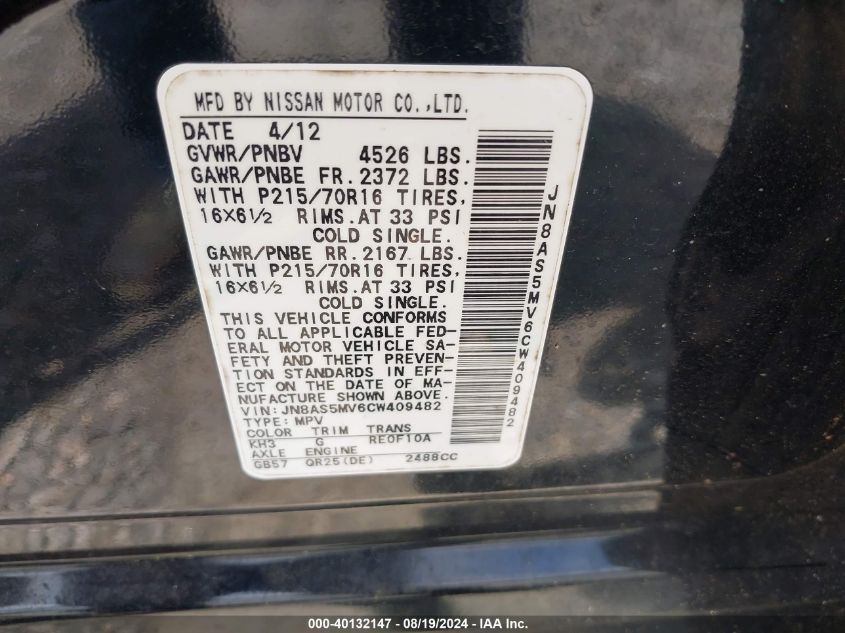 MFD BY NISSAN MOTOR CO.,LTD.
DATE 4/12
GVWR/PNBV 4526 LBS.
GAWR/PNBE FR. 2372 LBS.
WITH P215/70R16 TIRES,
16X6½ RIMS.AT 33 PSI
COLD SINGLE.
GAWR/PNBE RR. 2167 LBS.
WITH P215/70R16 TIRES,
16X6½ RIMS.AT 33 PSI
COLD SINGLE.
THIS VEHICLE CONFORMS
TO ALL APPLICABLE FED-
ERAL MOTOR VEHICLE SA-
FETY AND THEFT PREVEN-
TION STANDARDS IN EFF-
ECT ON THE DATE OF MA-
NUFACTURE SHOWN ABOVE.
VIN: JN8AS5MV6CW409482
TYPE: MPV
COLOR TRIM TRANS
KH3 G RE0F10A
AXLE ENGINE
GB57 QR25(DE) 2488CC
JN8AS5MV6CW409482
000-40132147 - 08/19/2024 - IAA Inc.